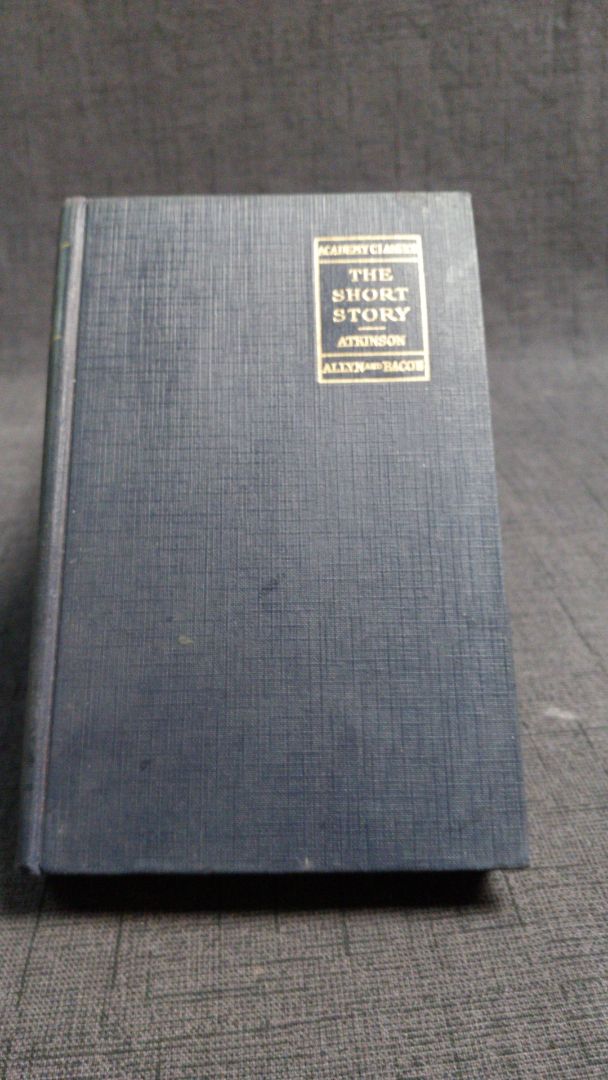 ACADEMY CLASSICS
THE
SHORT
STORY
ATKINSON
ALLYN AND BACON